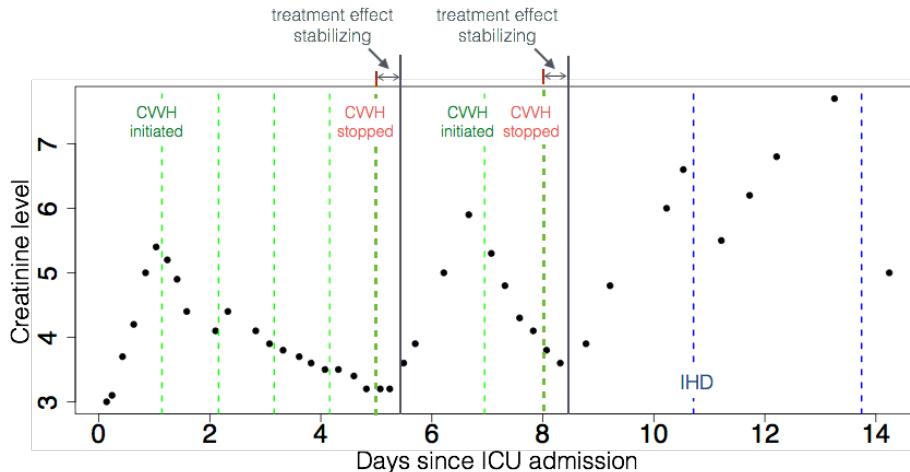 treatment effect
stabilizing
treatment effect
stabilizing
CVVH
initiated
CVVH
stopped
CVVH
initiated
CVVH
stopped
Creatinine level
7
6
5
4
3
IHD
0 2 4 6 8 10 12 14
Days since ICU admission